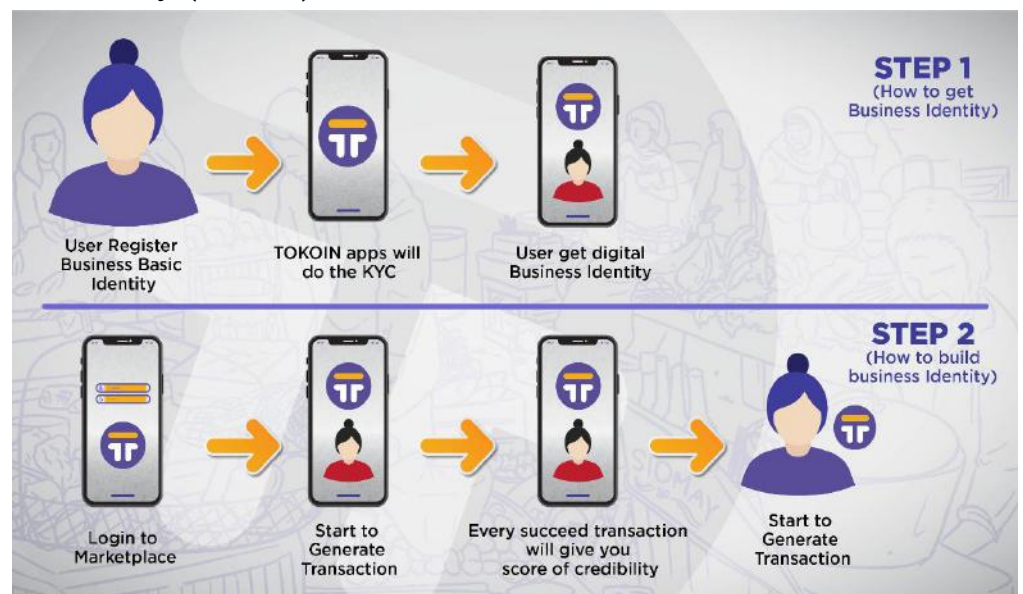 STEP 1
(How to get
Business Identity)
User Register
Business Basic
Identity
TOKOIN apps will
do the KYC
User get digital
Business Identity
STEP 2
(How to build
business Identity)
Login to
Marketplace
Start to
Generate
Transaction
Every succeed transaction
will give you
score of credibility
Start to
Generate
Transaction
SIOMAY